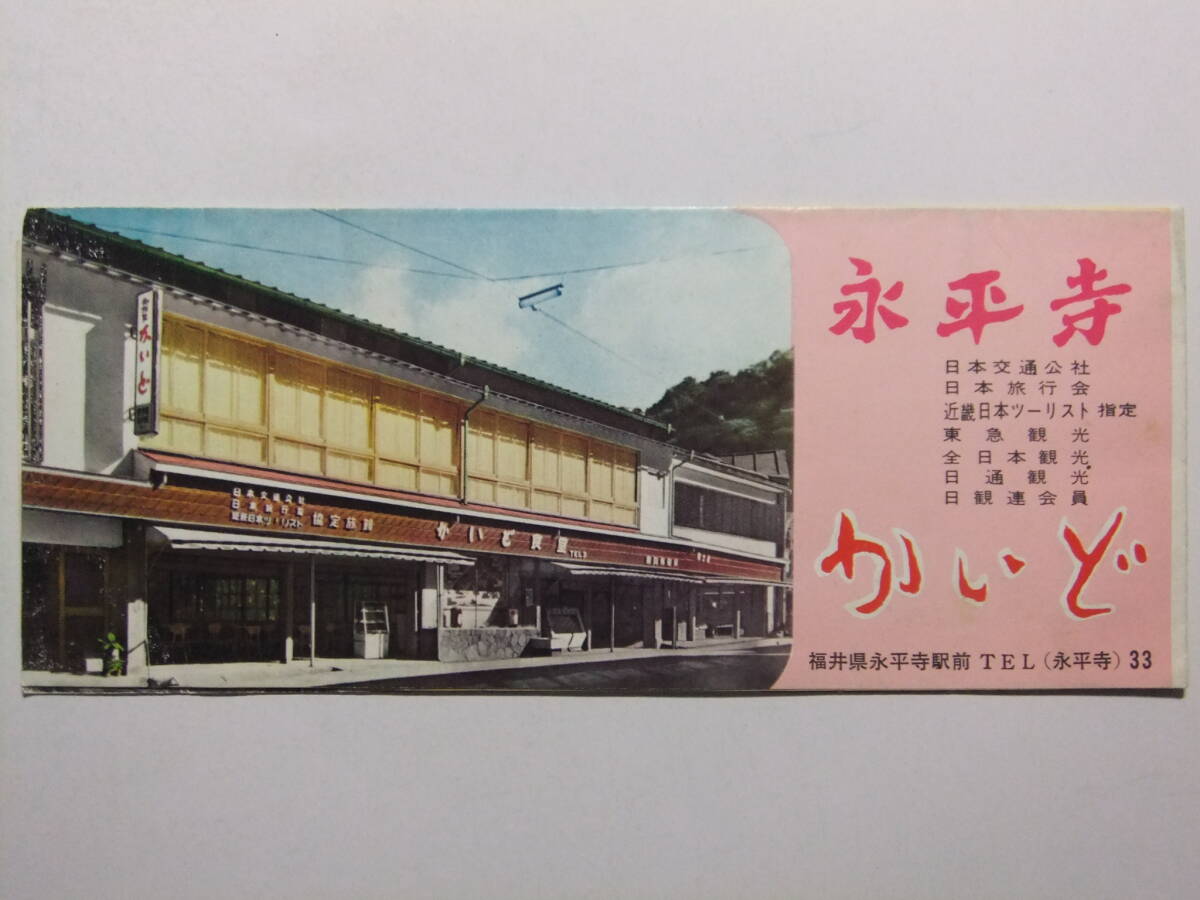 永平寺
日本交通公社
日本旅行会
近畿日本ツーリスト 指定
東急観光
全日本観光
日通観光
日観連会員
かいど
福井県永平寺駅前 TEL（永平寺）33
かいど
日本交通公社
日本旅行会
近畿日本ツーリスト 協定旅館
かいど食堂 TEL3